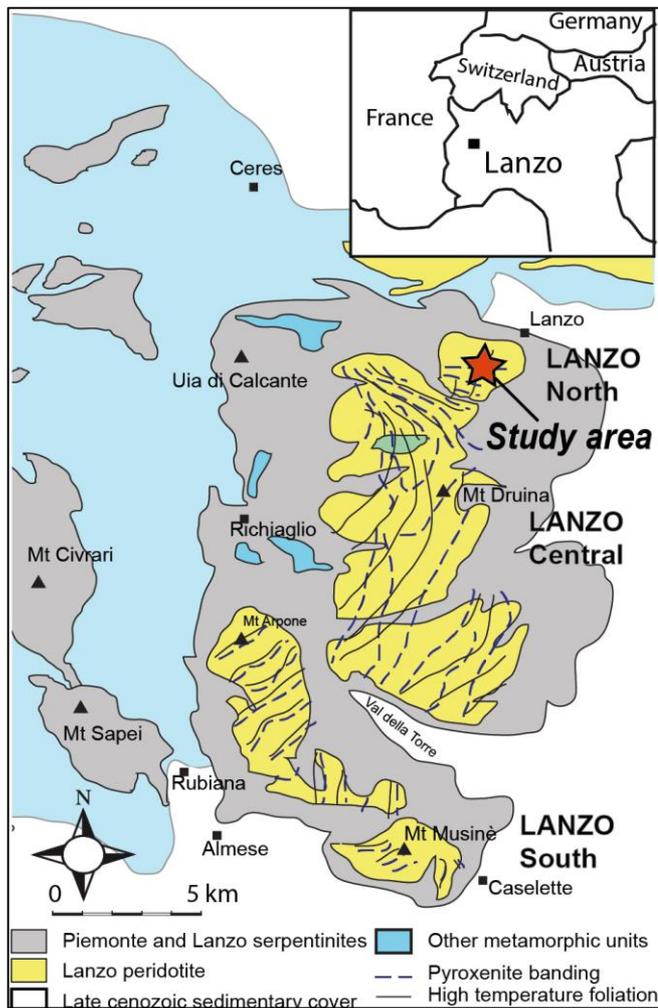 Germany
Austria
Switzerland
France
Lanzo
Ceres
Lanzo
Uia di Calcante
LANZO
North
Study area
Mt Druina
Richiaglio
LANZO
Central
Mt Civrari
Mt Arpone
Val della Torre
Mt Sapei
Rubiana
N
Mt Musinè
LANZO
South
Almese
Caselette
0 5 km
Piemonte and Lanzo serpentinites
Other metamorphic units
Lanzo peridotite
Pyroxenite banding
High temperature foliation
Late cenozoic sedimentary cover